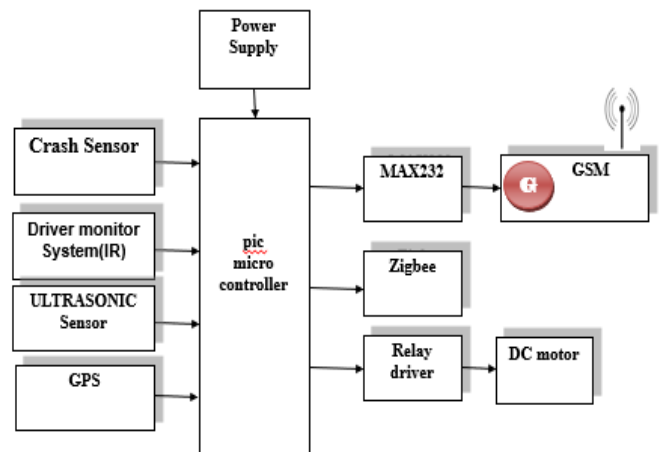 Power
Supply
Crash Sensor
Driver monitor
System(IR)
ULTRASONIC
Sensor
GPS
pic
micro
controller
MAX232
G
GSM
Zigbee
Relay
driver
DC motor